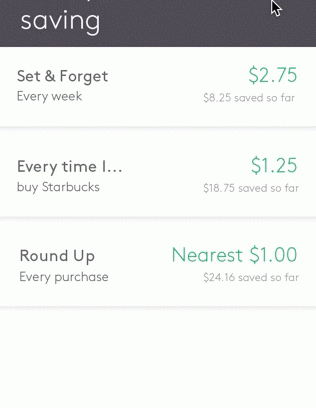 saving
Set & Forget
$2.75
Every week
$8.25 saved so far
Every time I...
$1.25
buy Starbucks
$18.75 saved so far
Round Up
Nearest $1.00
Every purchase
$24.16 saved so far